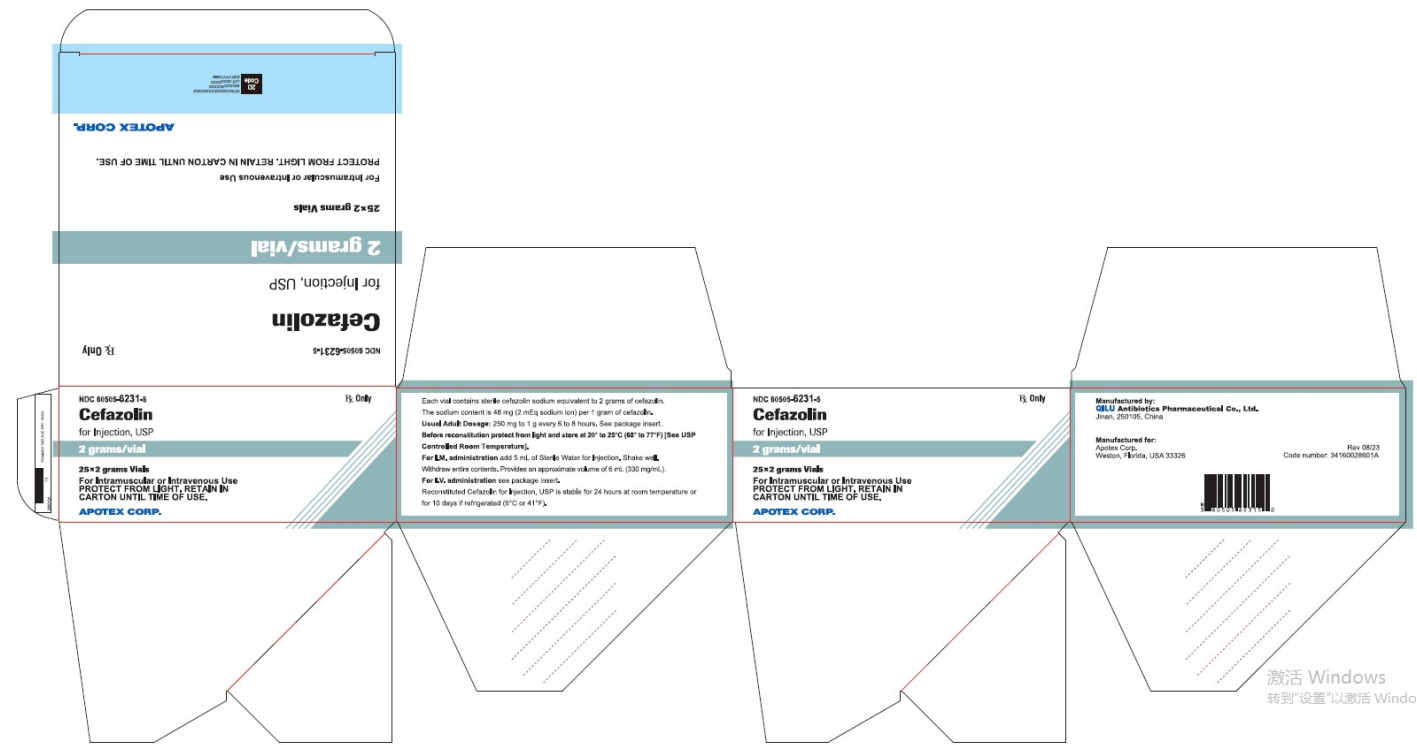 2D
Code
APOTEX CORP.
PROTECT FROM LIGHT. RETAIN IN CARTON UNTIL TIME OF USE.
For Intramuscular or Intravenous Use
25×2 grams Vials
2 grams/vial
for Injection, USP
Cefazolin
NDC 60505-6231-5
℞ Only
NDC 60505-6231-5
℞ Only
Cefazolin
for Injection, USP
2 grams/vial
25×2 grams Vials
For Intramuscular or Intravenous Use
PROTECT FROM LIGHT. RETAIN IN
CARTON UNTIL TIME OF USE.
APOTEX CORP.
Each vial contains sterile cefazolin sodium equivalent to 2 grams of cefazolin.
The sodium content is 48 mg (2 mEq sodium ion) per 1 gram of cefazolin.
Usual Adult Dosage: 250 mg to 1 g every 6 to 8 hours. See package insert.
Before reconstitution protect from light and store at 20° to 25°C (68° to 77°F) [See USP
Controlled Room Temperature].
For I.M. administration add 5 mL of Sterile Water for Injection. Shake well.
Withdraw entire contents. Provides an approximate volume of 6 mL (330 mg/mL).
For I.V. administration see package insert.
Reconstituted Cefazolin for Injection, USP is stable for 24 hours at room temperature or
for 10 days if refrigerated (5°C or 41°F).
NDC 60505-6231-5
℞ Only
Cefazolin
for Injection, USP
2 grams/vial
25×2 grams Vials
For Intramuscular or Intravenous Use
PROTECT FROM LIGHT. RETAIN IN
CARTON UNTIL TIME OF USE.
APOTEX CORP.
Manufactured by:
QILU Antibiotics Pharmaceutical Co., Ltd.
Jinan, 250105, China
Manufactured for:
Apotex Corp.
Weston, Florida, USA 33326
Rev 08/23
Code number: 34160028601A
激活 Windows
转到"设置"以激活 Windo